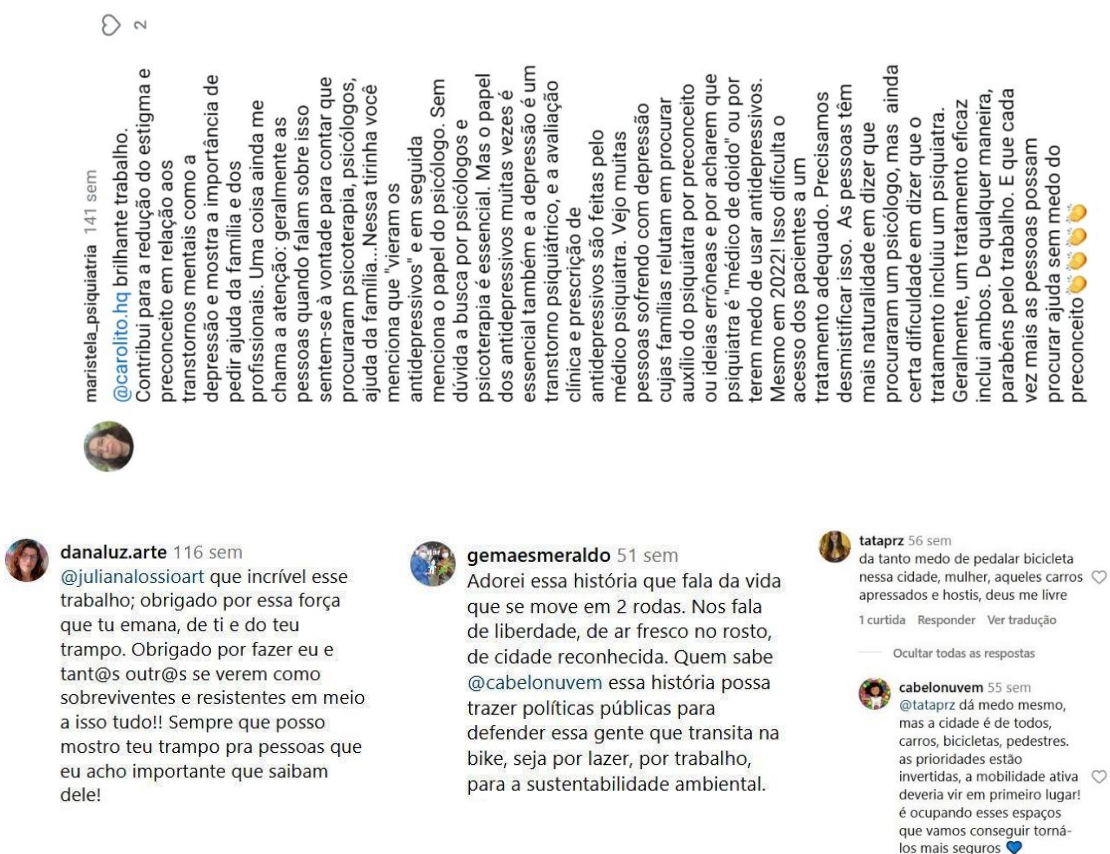 maristela_psiquiatria 141 sem
@carolito.hq brilhante trabalho.
Contribui para a redução do estigma e
preconceito em relação aos
transtornos mentais como a
depressão e mostra a importância de
pedir ajuda da família e dos
profissionais. Uma coisa ainda me
chama a atenção: geralmente as
pessoas quando falam sobre isso
sentem-se à vontade para contar que
procuraram psicoterapia, psicólogos,
ajuda da família...Nessa tirinha você
menciona que "vieram os
antidepressivos" e em seguida
menciona o papel do psicólogo. Sem
dúvida a busca por psicólogos e
psicoterapia é essencial. Mas o papel
dos antidepressivos muitas vezes é
essencial também e a depressão é um
transtorno psiquiátrico, e a avaliação
clínica e prescrição de
antidepressivos são feitas pelo
médico psiquiatra. Vejo muitas
pessoas sofrendo com depressão
cujas famílias relutam em procurar
auxílio do psiquiatra por preconceito
ou ideias errôneas e por acharem que
psiquiatra é "médico de doido" ou por
terem medo de usar antidepressivos.
Mesmo em 2022! Isso dificulta o
acesso dos pacientes a um
tratamento adequado. Precisamos
desmistificar isso. As pessoas têm
mais naturalidade em dizer que
procuraram um psicólogo, mas ainda
certa dificuldade em dizer que o
tratamento incluiu um psiquiatra.
Geralmente, um tratamento eficaz
inclui ambos. De qualquer maneira,
parabéns pelo trabalho. E que cada
vez mais as pessoas possam
procurar ajuda sem medo do
preconceito👏👏👏👏👏
2
danaluz.arte 116 sem
@julianalossioart que incrível esse
trabalho; obrigado por essa força
que tu emana, de ti e do teu
trampo. Obrigado por fazer eu e
tant@s outr@s se verem como
sobreviventes e resistentes em meio
a isso tudo!! Sempre que posso
mostro teu trampo pra pessoas que
eu acho importante que saibam
dele!
gemaesmeraldo 51 sem
Adorei essa história que fala da vida
que se move em 2 rodas. Nos fala
de liberdade, de ar fresco no rosto,
de cidade reconhecida. Quem sabe
@cabelonuvem essa história possa
trazer políticas públicas para
defender essa gente que transita na
bike, seja por lazer, por trabalho,
para a sustentabilidade ambiental.
tataprz 56 sem
da tanto medo de pedalar bicicleta
nessa cidade, mulher, aqueles carros
apressados e hostis, deus me livre
1 curtida Responder Ver tradução
Ocultar todas as respostas
cabelonuvem 55 sem
@tataprz dá medo mesmo,
mas a cidade é de todos,
carros, bicicletas, pedestres.
as prioridades estão
invertidas, a mobilidade ativa
deveria vir em primeiro lugar!
é ocupando esses espaços
que vamos conseguir torná-
los mais seguros 💙